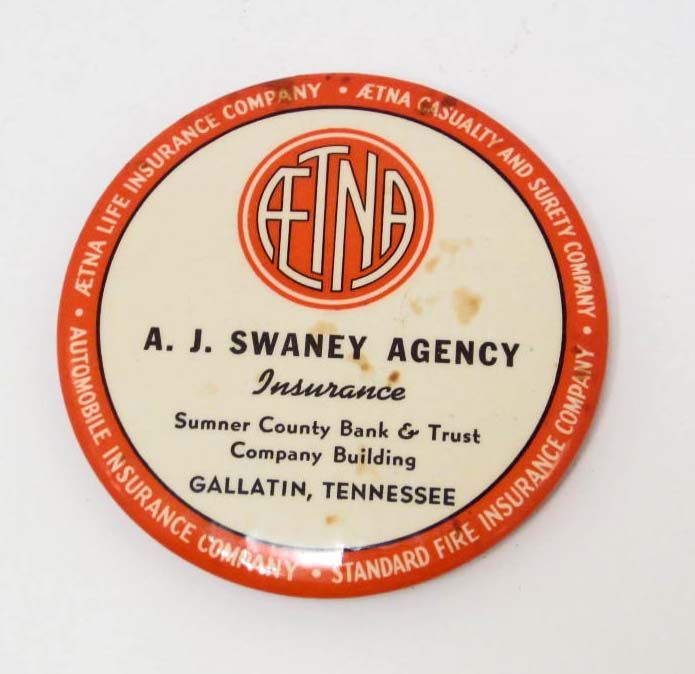 ÆTNA LIFE INSURANCE COMPANY • ÆTNA CASUALTY AND SURETY COMPANY • STANDARD FIRE INSURANCE COMPANY • AUTOMOBILE INSURANCE COMPANY •
ÆTNA
A. J. SWANEY AGENCY
Insurance
Sumner County Bank & Trust
Company Building
GALLATIN, TENNESSEE